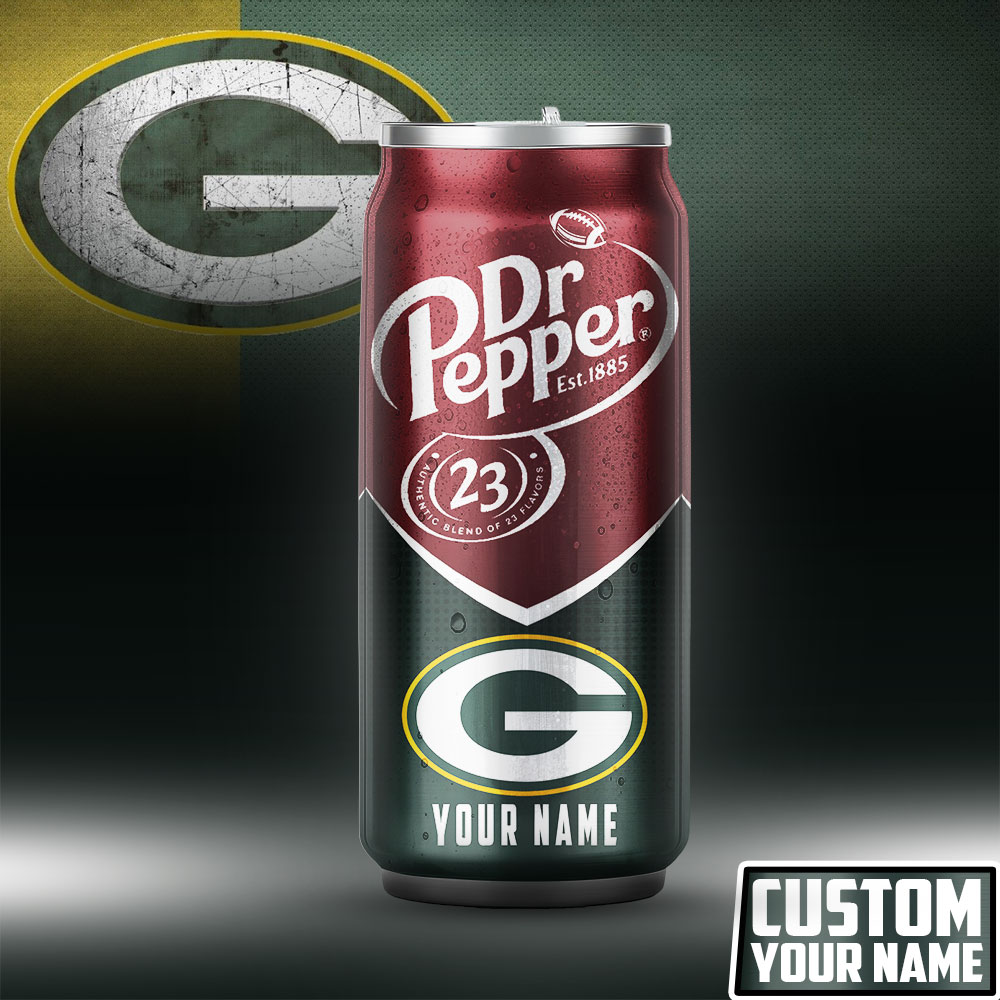 G
Dr
Pepper®
Est.1885
23
AUTHENTIC BLEND OF 23 FLAVORS
G
YOUR NAME
CUSTOM
YOUR NAME